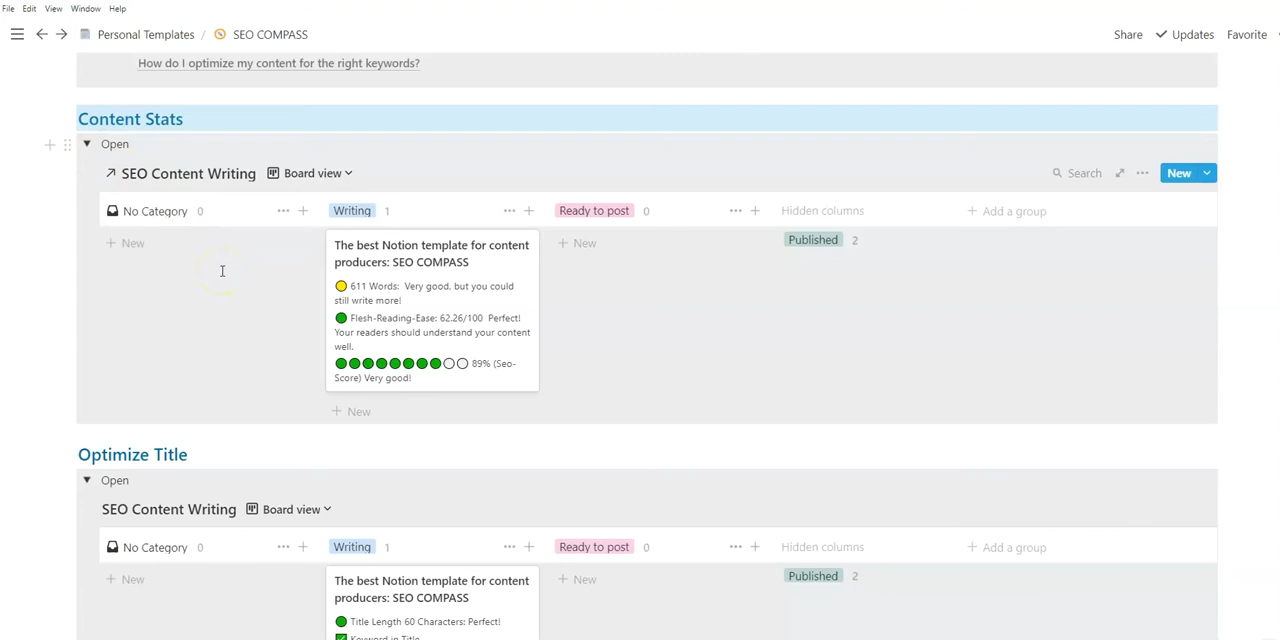 File Edit View Window Help
Personal Templates / SEO COMPASS Share Updates Favorite
How do I optimize my content for the right keywords?
Content Stats
Open
SEO Content Writing Board view Search New
No Category 0 Writing 1 Ready to post 0 Hidden columns Add a group
New New Published 2
The best Notion template for content
producers: SEO COMPASS
611 Words: Very good, but you could
still write more!
Flesh-Reading-Ease: 62.26/100 Perfect!
Your readers should understand your content
well.
89% (Seo-
Score) Very good!
New
Optimize Title
Open
SEO Content Writing Board view
No Category 0 Writing 1 Ready to post 0 Hidden columns Add a group
New New Published 2
The best Notion template for content
producers: SEO COMPASS
Title Length 60 Characters: Perfect!
Keyword in Title